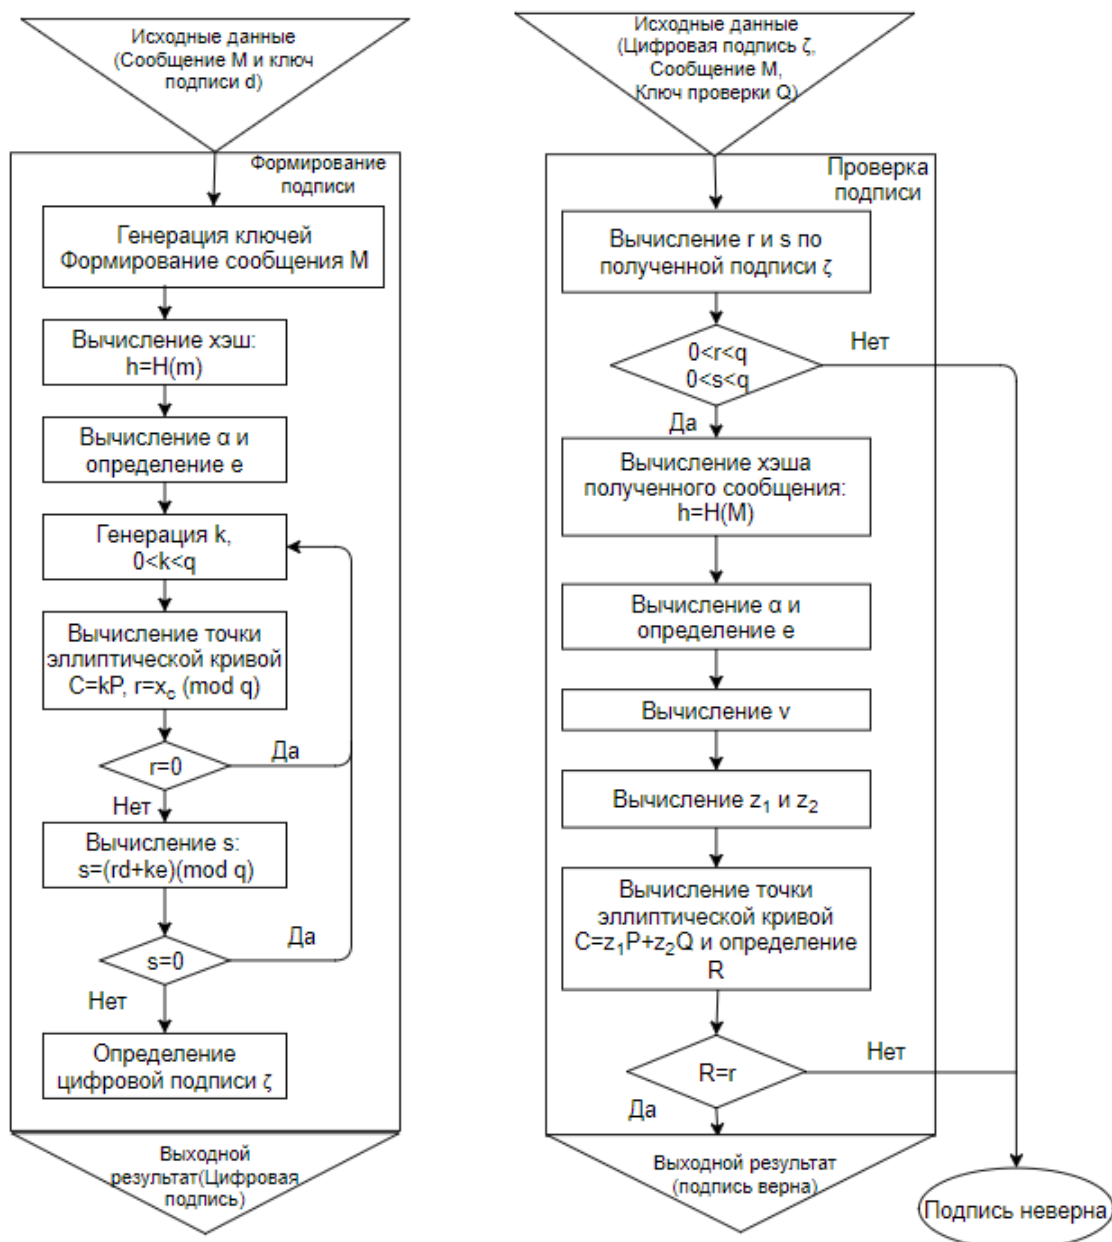 Исходные данные
(Сообщение М и ключ
подписи d)
Формирование
подписи
Генерация ключей
Формирование сообщения М
Вычисление хэш:
h=H(m)
Вычисление α и
определение е
Генерация k,
0<k<q
Вычисление точки
эллиптической кривой
C=kP, r=x_c (mod q)
r=0
Да
Нет
Вычисление s:
s=(rd+ke)(mod q)
s=0
Да
Нет
Определение
цифровой подписи ζ
Выходной
результат(Цифровая
подпись)
Исходные данные
(Цифровая подпись ζ,
Сообщение М,
Ключ проверки Q)
Проверка
подписи
Вычисление r и s по
полученной подписи ζ
0<r<q
0<s<q
Нет
Да
Вычисление хэша
полученного сообщения:
h=H(M)
Вычисление α и
определение е
Вычисление v
Вычисление z₁ и z₂
Вычисление точки
эллиптической кривой
C=z₁P+z₂Q и определение
R
R=r
Нет
Да
Выходной результат
(подпись верна)
Подпись неверна